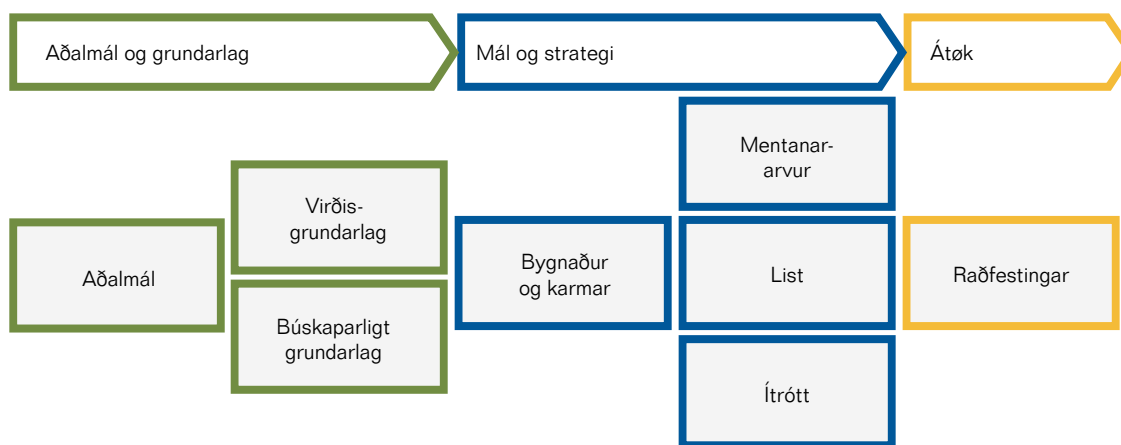 Aðalmál og grundarlag
Mál og strategi
Átøk
Aðalmál
Virðis-
grundarlag
Búskaparligt
grundarlag
Bygnaður
og karmar
Mentanar-
arvur
List
Ítrótt
Raðfestingar